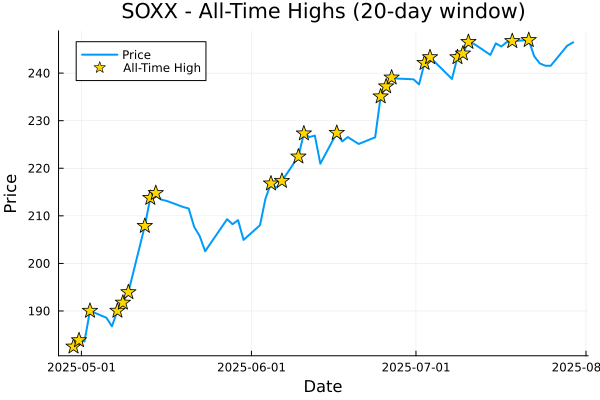 SOXX - All-Time Highs (20-day window)
Price
All-Time High
240
230
220
210
200
190
Price
2025-05-01
2025-06-01
2025-07-01
2025-08
Date